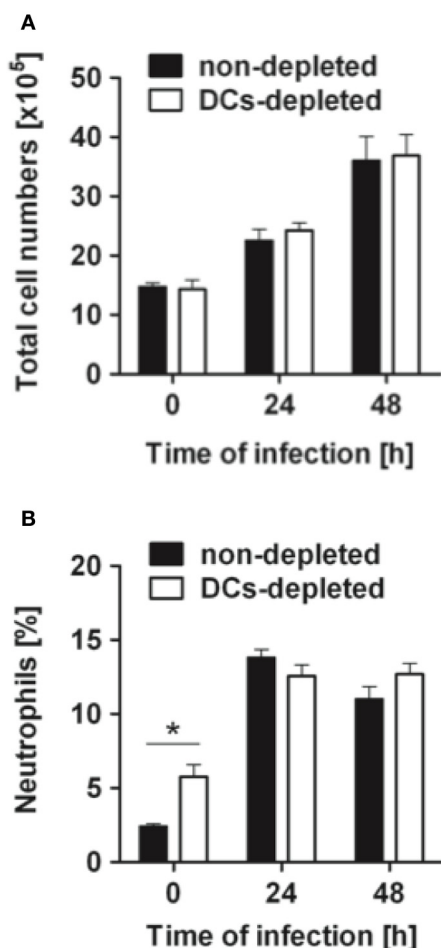 A
Total cell numbers [x10⁵]
50
40
30
20
10
0
non-depleted
DCs-depleted
0 24 48
Time of infection [h]
B
Neutrophils [%]
20
15
10
5
0
non-depleted
DCs-depleted
*
0 24 48
Time of infection [h]